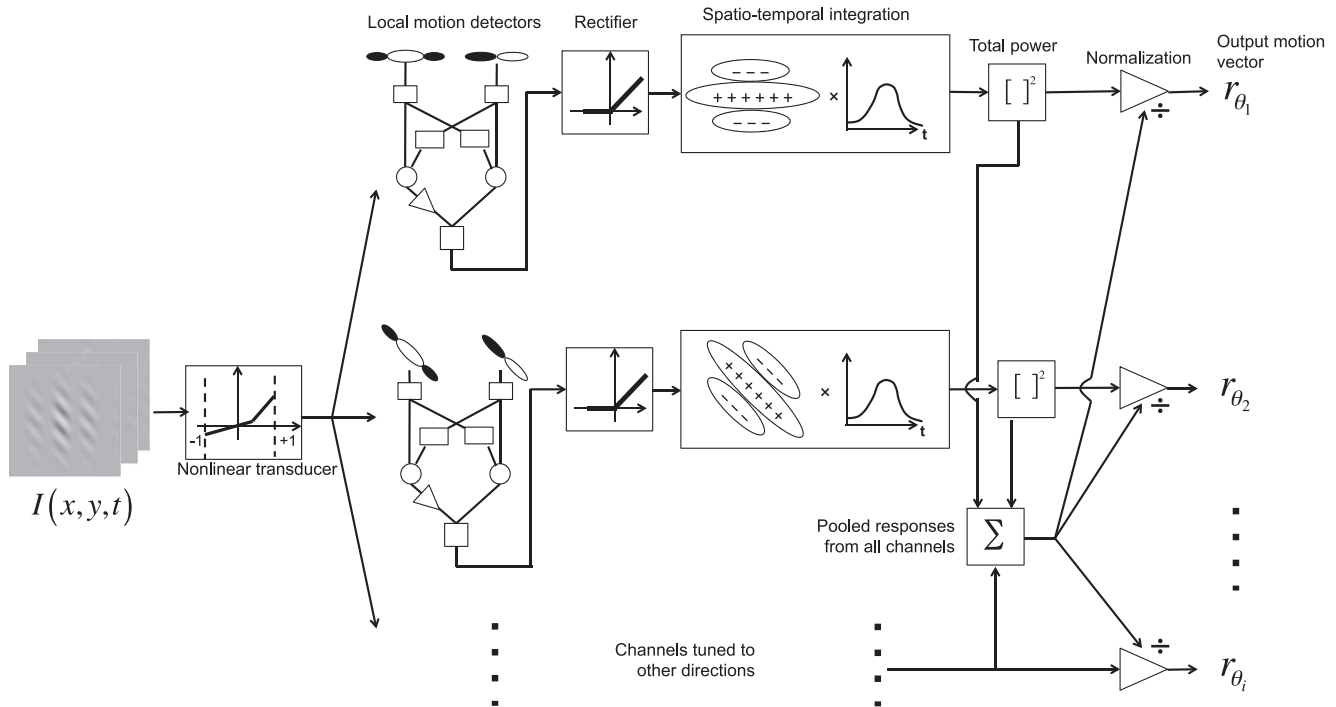 Local motion detectors
Rectifier
Spatio-temporal integration
Total power
Normalization
Output motion
vector
− − −
+ + + + + +
− − −
×
t
[ ]²
÷
r_θ₁
− − −
+ + + + + +
− − −
×
t
[ ]²
÷
r_θ₂
-1
+1
Nonlinear transducer
I(x,y,t)
Pooled responses
from all channels
Σ
Channels tuned to
other directions
÷
r_θᵢ